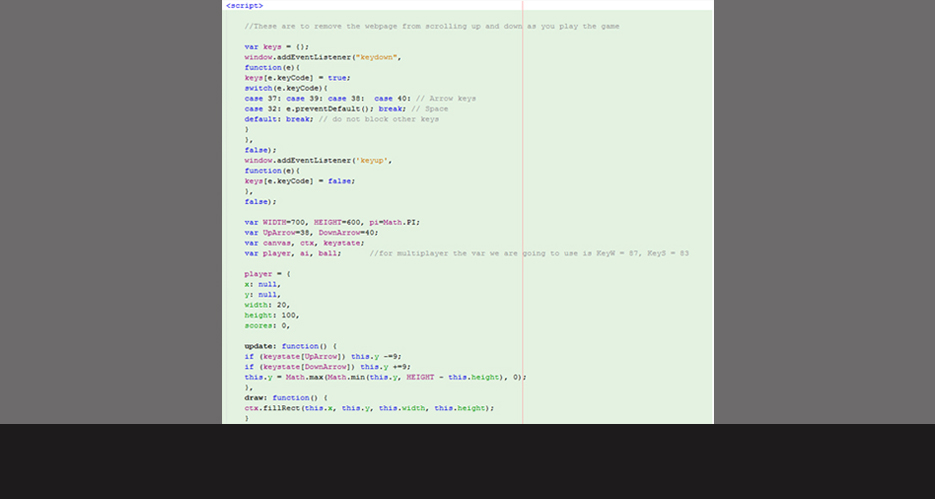 <script>
//These are to remove the webpage from scrolling up and down as you play the game
var keys = {};
window.addEventListener("keydown",
function(e){
keys[e.keyCode] = true;
switch(e.keyCode){
case 37: case 39: case 38:  case 40: // Arrow keys
case 32: e.preventDefault(); break; // Space
default: break; // do not block other keys
}
},
false);
window.addEventListener('keyup',
function(e){
keys[e.keyCode] = false;
},
false);
var WIDTH=700, HEIGHT=600, pi=Math.PI;
var UpArrow=38, DownArrow=40;
var canvas, ctx, keystate;
var player, ai, ball;     //for multiplayer the var we are going to use is KeyW = 87, KeyS = 83
player = {
x: null,
y: null,
width: 20,
height: 100,
scores: 0,
update: function() {
if (keystate[UpArrow]) this.y -=9;
if (keystate[DownArrow]) this.y +=9;
this.y = Math.max(Math.min(this.y, HEIGHT - this.height), 0);
},
draw: function() {
ctx.fillRect(this.x, this.y, this.width, this.height);
}